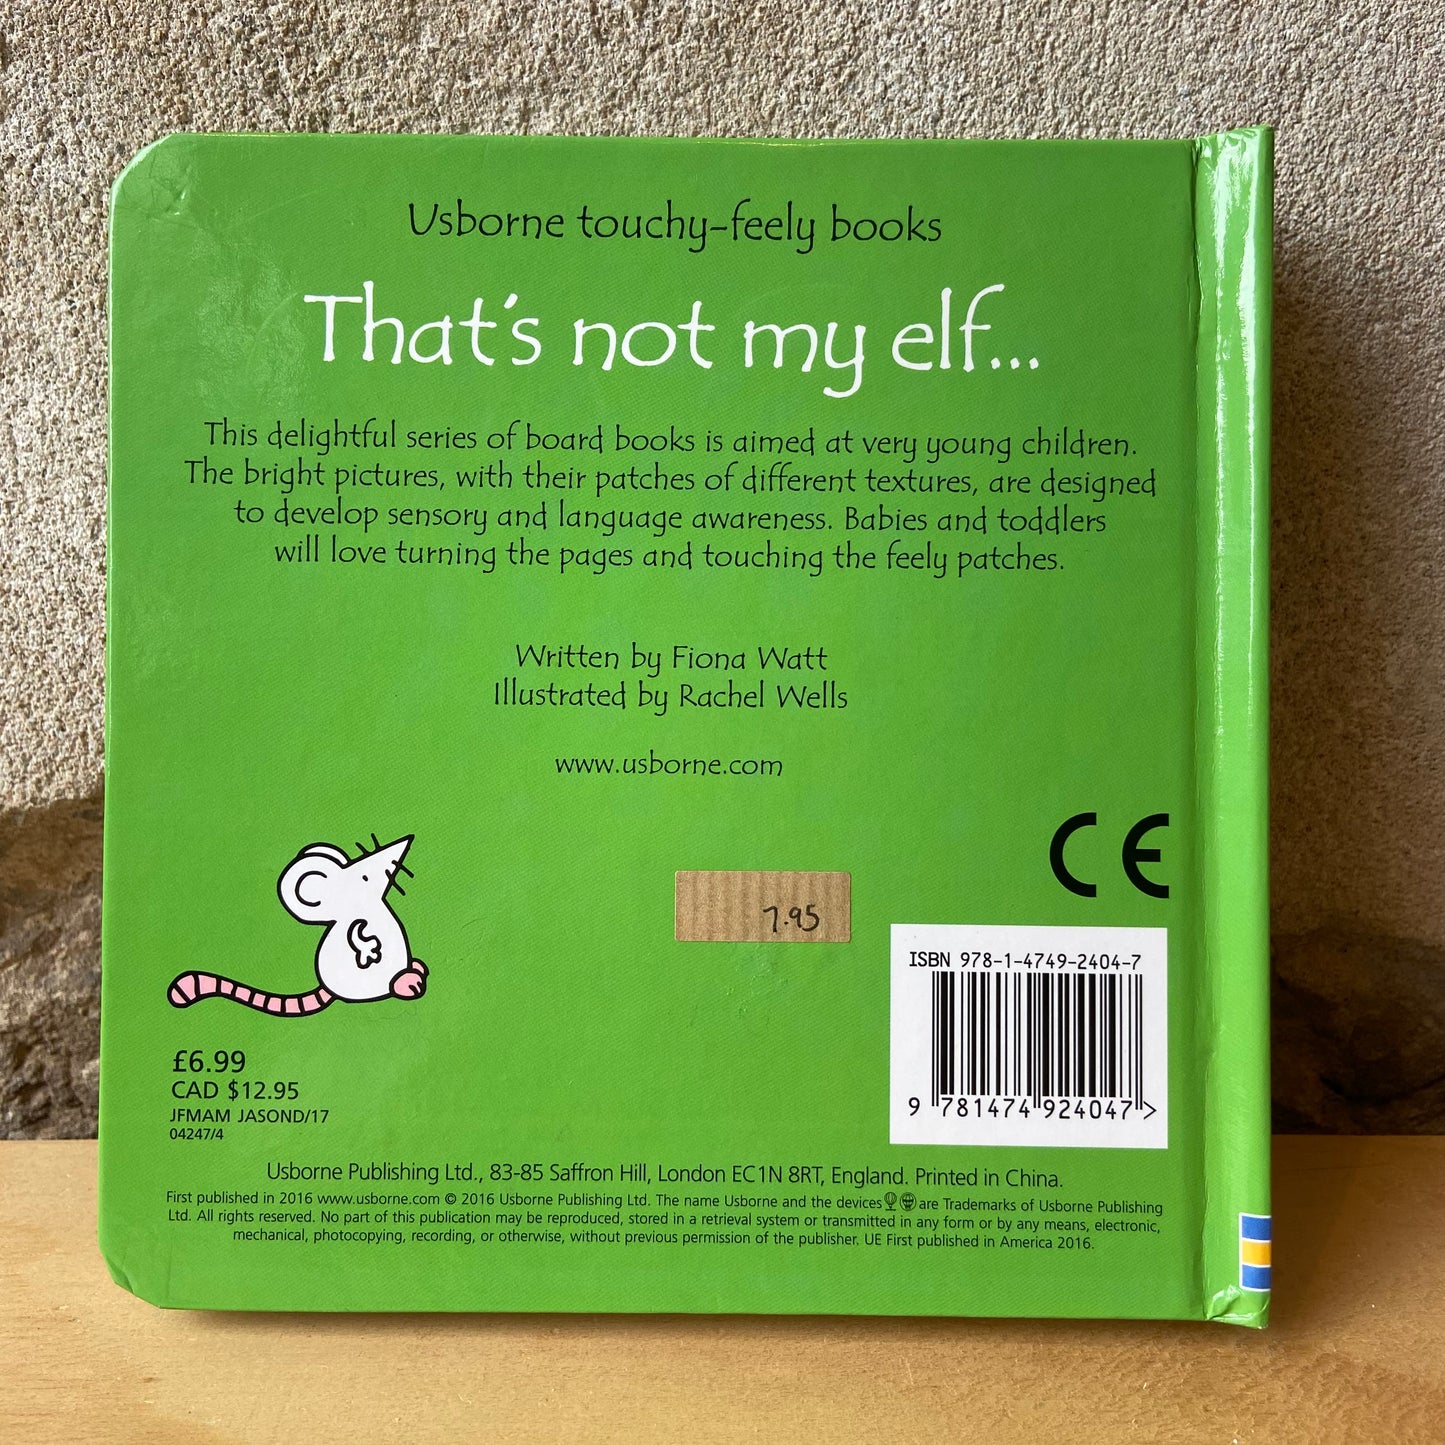 Usborne touchy-feely books
That's not my elf...
This delightful series of board books is aimed at very young children.
The bright pictures, with their patches of different textures, are designed
to develop sensory and language awareness. Babies and toddlers
will love turning the pages and touching the feely patches.
Written by Fiona Watt
Illustrated by Rachel Wells
www.usborne.com
CE
7.95
ISBN 978-1-4749-2404-7
9 781474 924047 >
£6.99
CAD $12.95
JFMAM JASOND/17
04247/4
Usborne Publishing Ltd., 83-85 Saffron Hill, London EC1N 8RT, England. Printed in China.
First published in 2016 www.usborne.com © 2016 Usborne Publishing Ltd. The name Usborne and the devices are Trademarks of Usborne Publishing
Ltd. All rights reserved. No part of this publication may be reproduced, stored in a retrieval system or transmitted in any form or by any means, electronic,
mechanical, photocopying, recording, or otherwise, without previous permission of the publisher. UE First published in America 2016.